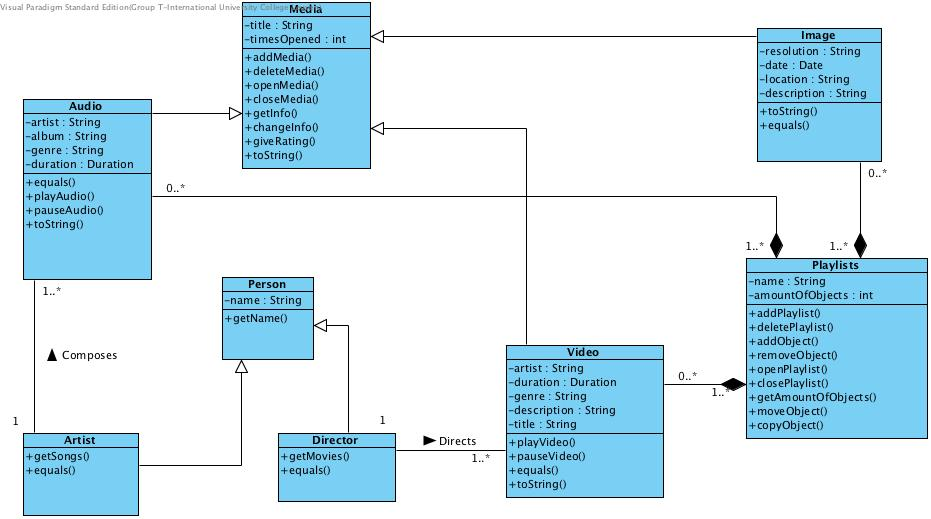 Visual Paradigm Standard Edition(Group T-International University College
Media
-title : String
-timesOpened : int
+addMedia()
+deleteMedia()
+openMedia()
+closeMedia()
+getInfo()
+changeInfo()
+giveRating()
+toString()
Image
-resolution : String
-date : Date
-location : String
-description : String
+toString()
+equals()
Audio
-artist : String
-album : String
-genre : String
-duration : Duration
+equals()
+playAudio()
+pauseAudio()
+toString()
0..*
0..*
1..*
1..*
Playlists
-name : String
-amountOfObjects : int
+addPlaylist()
+deletePlaylist()
+addObject()
+removeObject()
+openPlaylist()
+closePlaylist()
+getAmountOfObjects()
+moveObject()
+copyObject()
1..*
Composes
1
Person
-name : String
+getName()
Video
-artist : String
-duration : Duration
-genre : String
-description : String
-title : String
+playVideo()
+pauseVideo()
+equals()
+toString()
0..*
1..*
Artist
+getSongs()
+equals()
Director
+getMovies()
+equals()
1
Directs
1..*